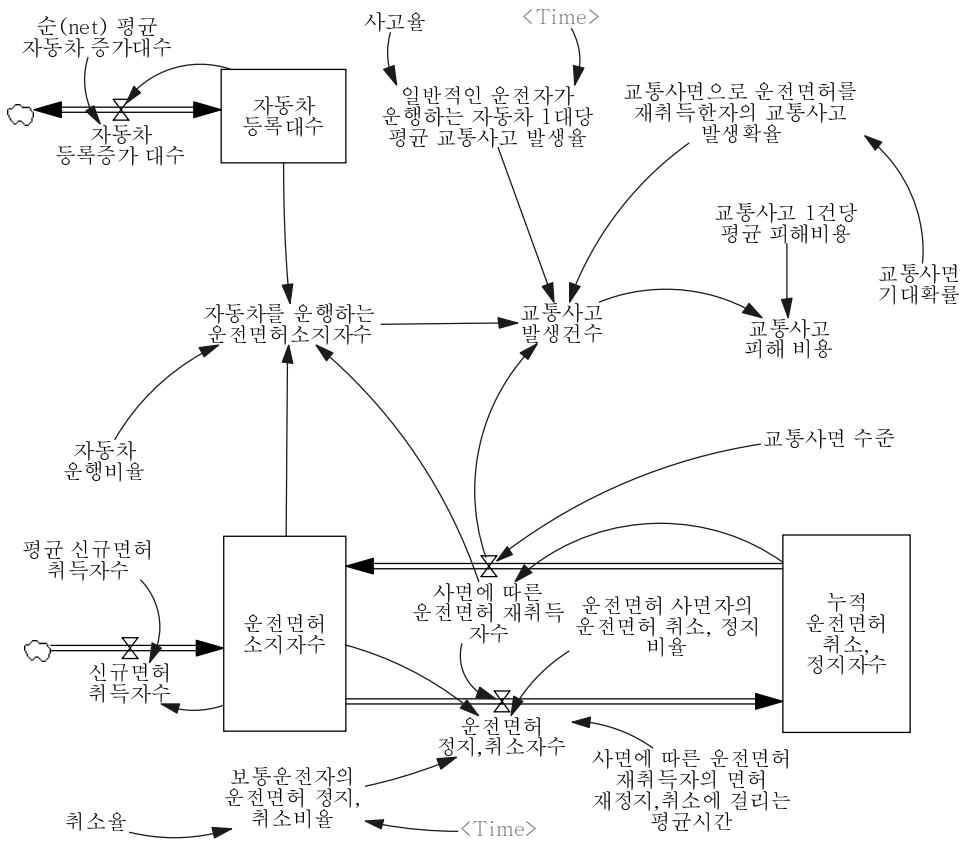 순(net) 평균
자동차 증가대수
자동차
등록증가 대수
자동차
등록대수
사고율
<Time>
일반적인 운전자가
운행하는 자동차 1대당
평균 교통사고 발생율
교통사면으로 운전면허를
재취득한자의 교통사고
발생확율
교통사고 1건당
평균 피해비용
교통사면
기대확률
자동차를 운행하는
운전면허소지자수
교통사고
발생건수
교통사고
피해 비용
자동차
운행비율
교통사면 수준
평균 신규면허
취득자수
신규면허
취득자수
운전면허
소지자수
사면에 따른
운전면허 재취득
자수
운전면허 사면자의
운전면허 취소, 정지
비율
누적
운전면허
취소,
정지자수
운전면허
정지,취소자수
사면에 따른 운전면허
재취득자의 면허
재정지,취소에 걸리는
평균시간
보통운전자의
운전면허 정지,
취소비율
취소율
<Time>